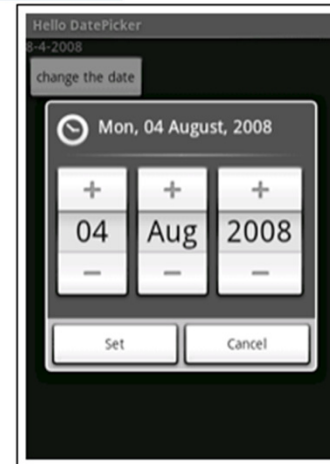 Hello DatePicker
8-4-2008
change the date
Mon, 04 August, 2008
+ + +
04 Aug 2008
− − −
Set Cancel